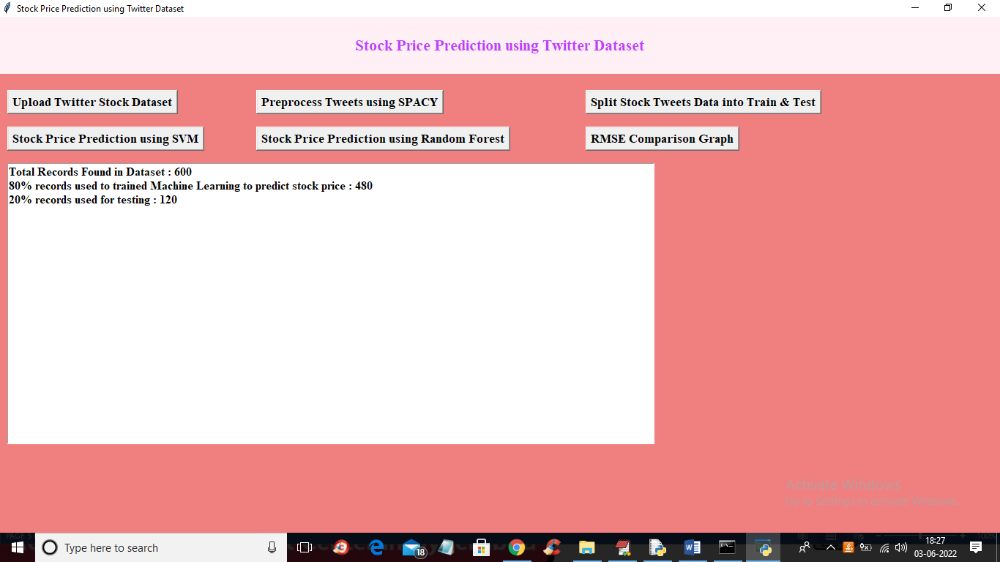 Stock Price Prediction using Twitter Dataset
Stock Price Prediction using Twitter Dataset
Upload Twitter Stock Dataset
Preprocess Tweets using SPACY
Split Stock Tweets Data into Train & Test
Stock Price Prediction using SVM
Stock Price Prediction using Random Forest
RMSE Comparison Graph
Total Records Found in Dataset : 600
80% records used to trained Machine Learning to predict stock price : 480
20% records used for testing : 120
Activate Windows
Go to Settings to activate Windows.
PAGE 5
100%
Type here to search
18
18:27
03-06-2022